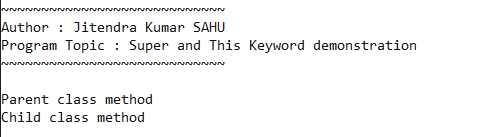 ~~~~~~~~~~~~~~~~~~~~~~~~~~~~
Author : Jitendra Kumar SAHU
Program Topic : Super and This Keyword demonstration
~~~~~~~~~~~~~~~~~~~~~~~~~~~~
Parent class method
Child class method